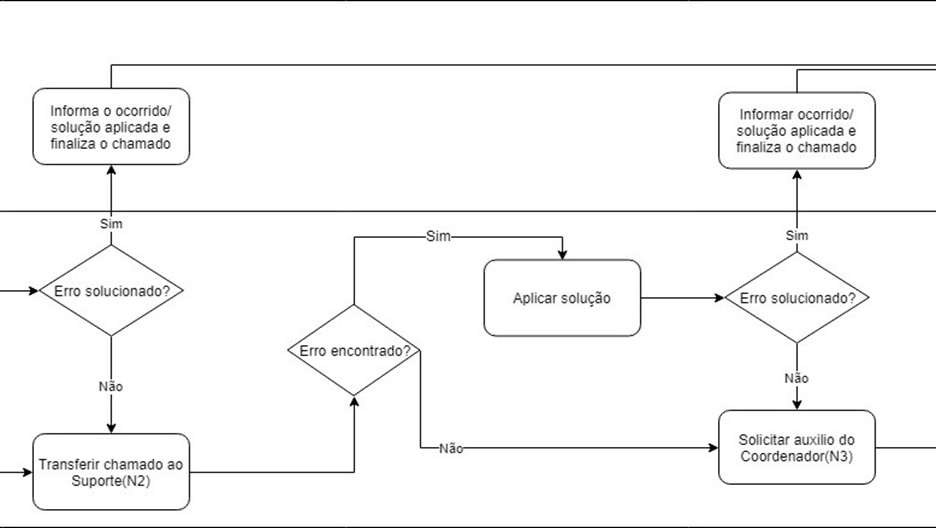 Informa o ocorrido/
solução aplicada e
finaliza o chamado
Informar ocorrido/
solução aplicada e
finaliza o chamado
Sim
Sim
Sim
Erro solucionado?
Aplicar solução
Erro solucionado?
Erro encontrado?
Não
Não
Não
Transferir chamado ao
Suporte(N2)
Solicitar auxilio do
Coordenador(N3)